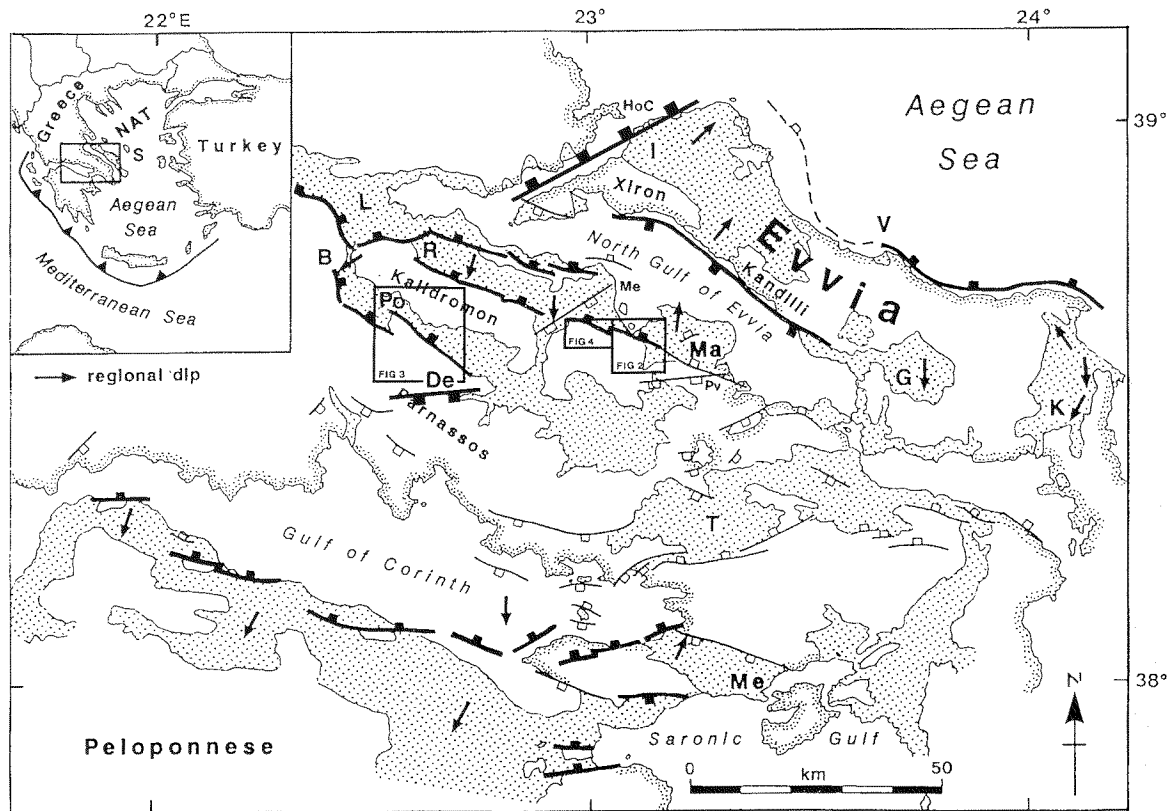 22°E
23°
24°
39°
38°
Greece
NAT
S
Turkey
Aegean
Sea
Mediterranean Sea
regional dip
HoC
I
Xiron
Aegean
Sea
L
B
R
Kallidromon
Me
North Gulf of Evvia
Kandilli
Evvia
V
Po
FIG 3
FIG 4
FIG 2
Ma
Pv
De
Parnassos
G
K
T
Gulf of Corinth
Me
Peloponnese
Saronic Gulf
N
0 50
km